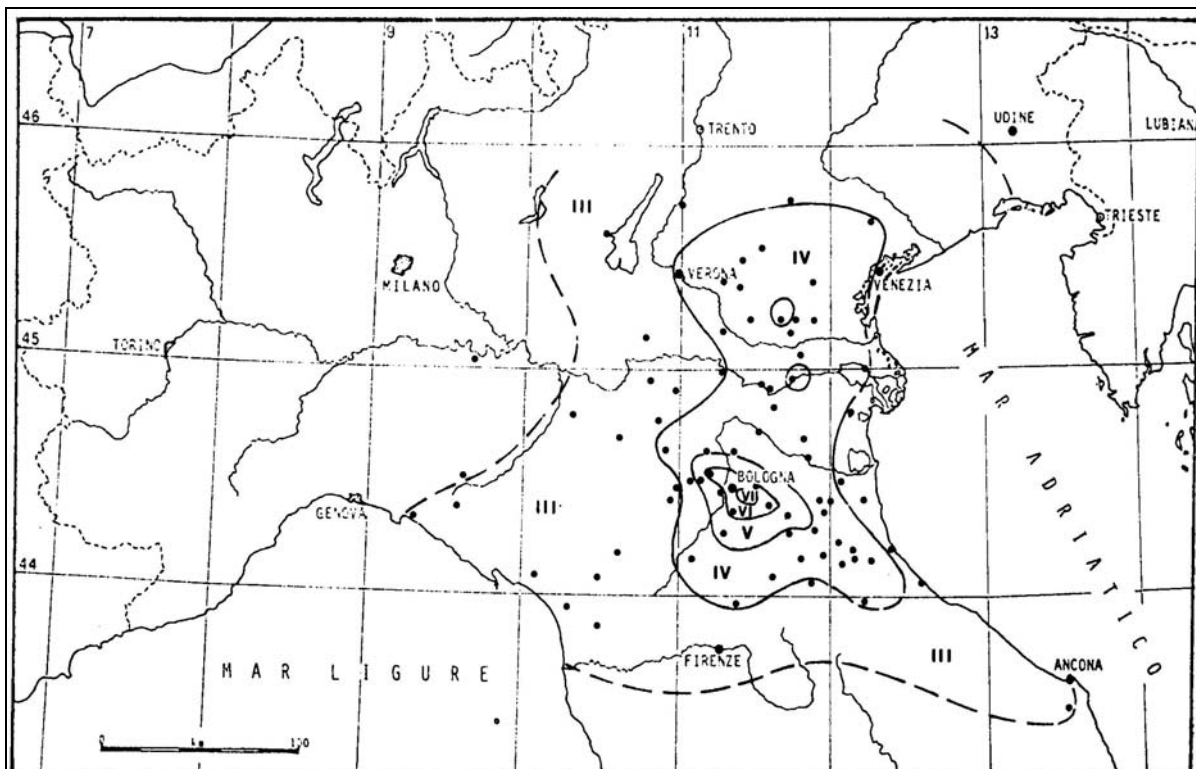 7 9 11 13
46 TRENTO UDINE LUBIANA
III
TRIESTE
IV
VERONA VENEZIA
MILANO
45 TORINO
MAR ADRIATICO
BOLOGNA
VII
GENOVA III VI
V
44 IV
FIRENZE III ANCONA
MAR LIGURE
0 100